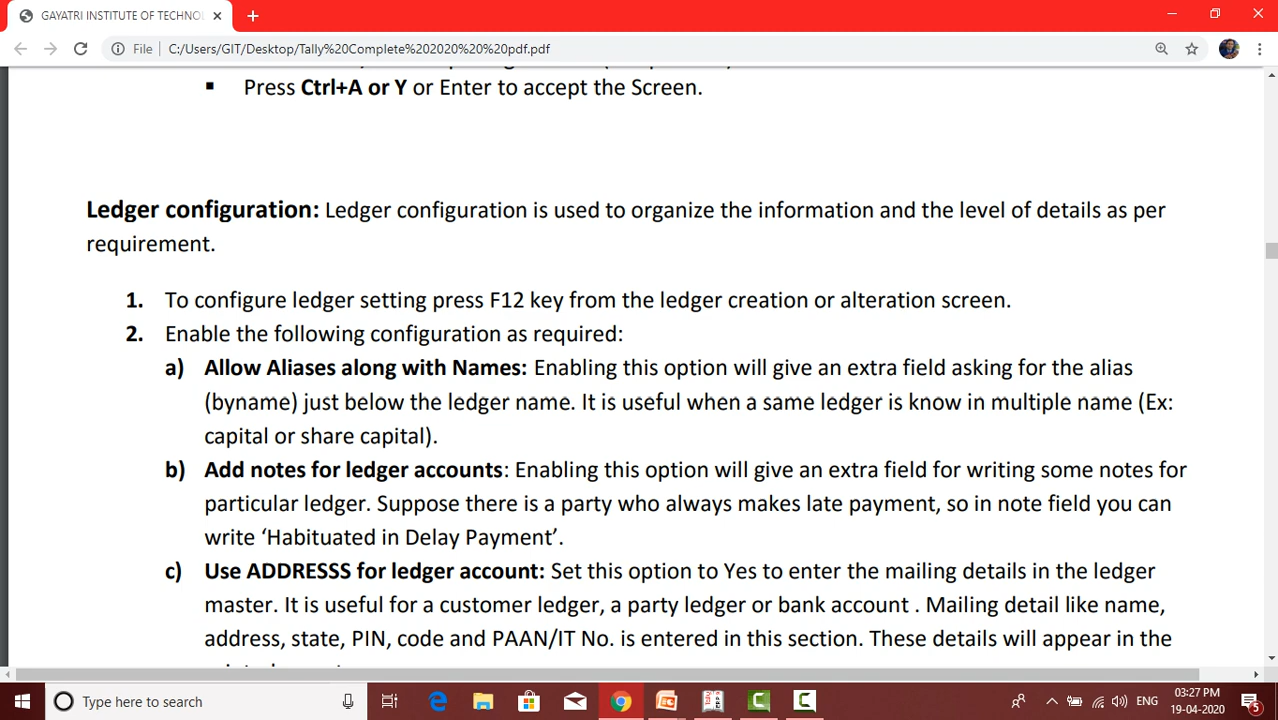 GAYATRI INSTITUTE OF TECHNO
File
C:/Users/GIT/Desktop/Tally%20Complete%202020%20%20pdf.pdf
▪ Press Ctrl+A or Y or Enter to accept the Screen.
Ledger configuration: Ledger configuration is used to organize the information and the level of details as per
requirement.
1. To configure ledger setting press F12 key from the ledger creation or alteration screen.
2. Enable the following configuration as required:
a) Allow Aliases along with Names: Enabling this option will give an extra field asking for the alias
(byname) just below the ledger name. It is useful when a same ledger is know in multiple name (Ex:
capital or share capital).
b) Add notes for ledger accounts: Enabling this option will give an extra field for writing some notes for
particular ledger. Suppose there is a party who always makes late payment, so in note field you can
write ‘Habituated in Delay Payment’.
c) Use ADDRESSS for ledger account: Set this option to Yes to enter the mailing details in the ledger
master. It is useful for a customer ledger, a party ledger or bank account . Mailing detail like name,
address, state, PIN, code and PAAN/IT No. is entered in this section. These details will appear in the
Type here to search
ENG
03:27 PM
19-04-2020
5